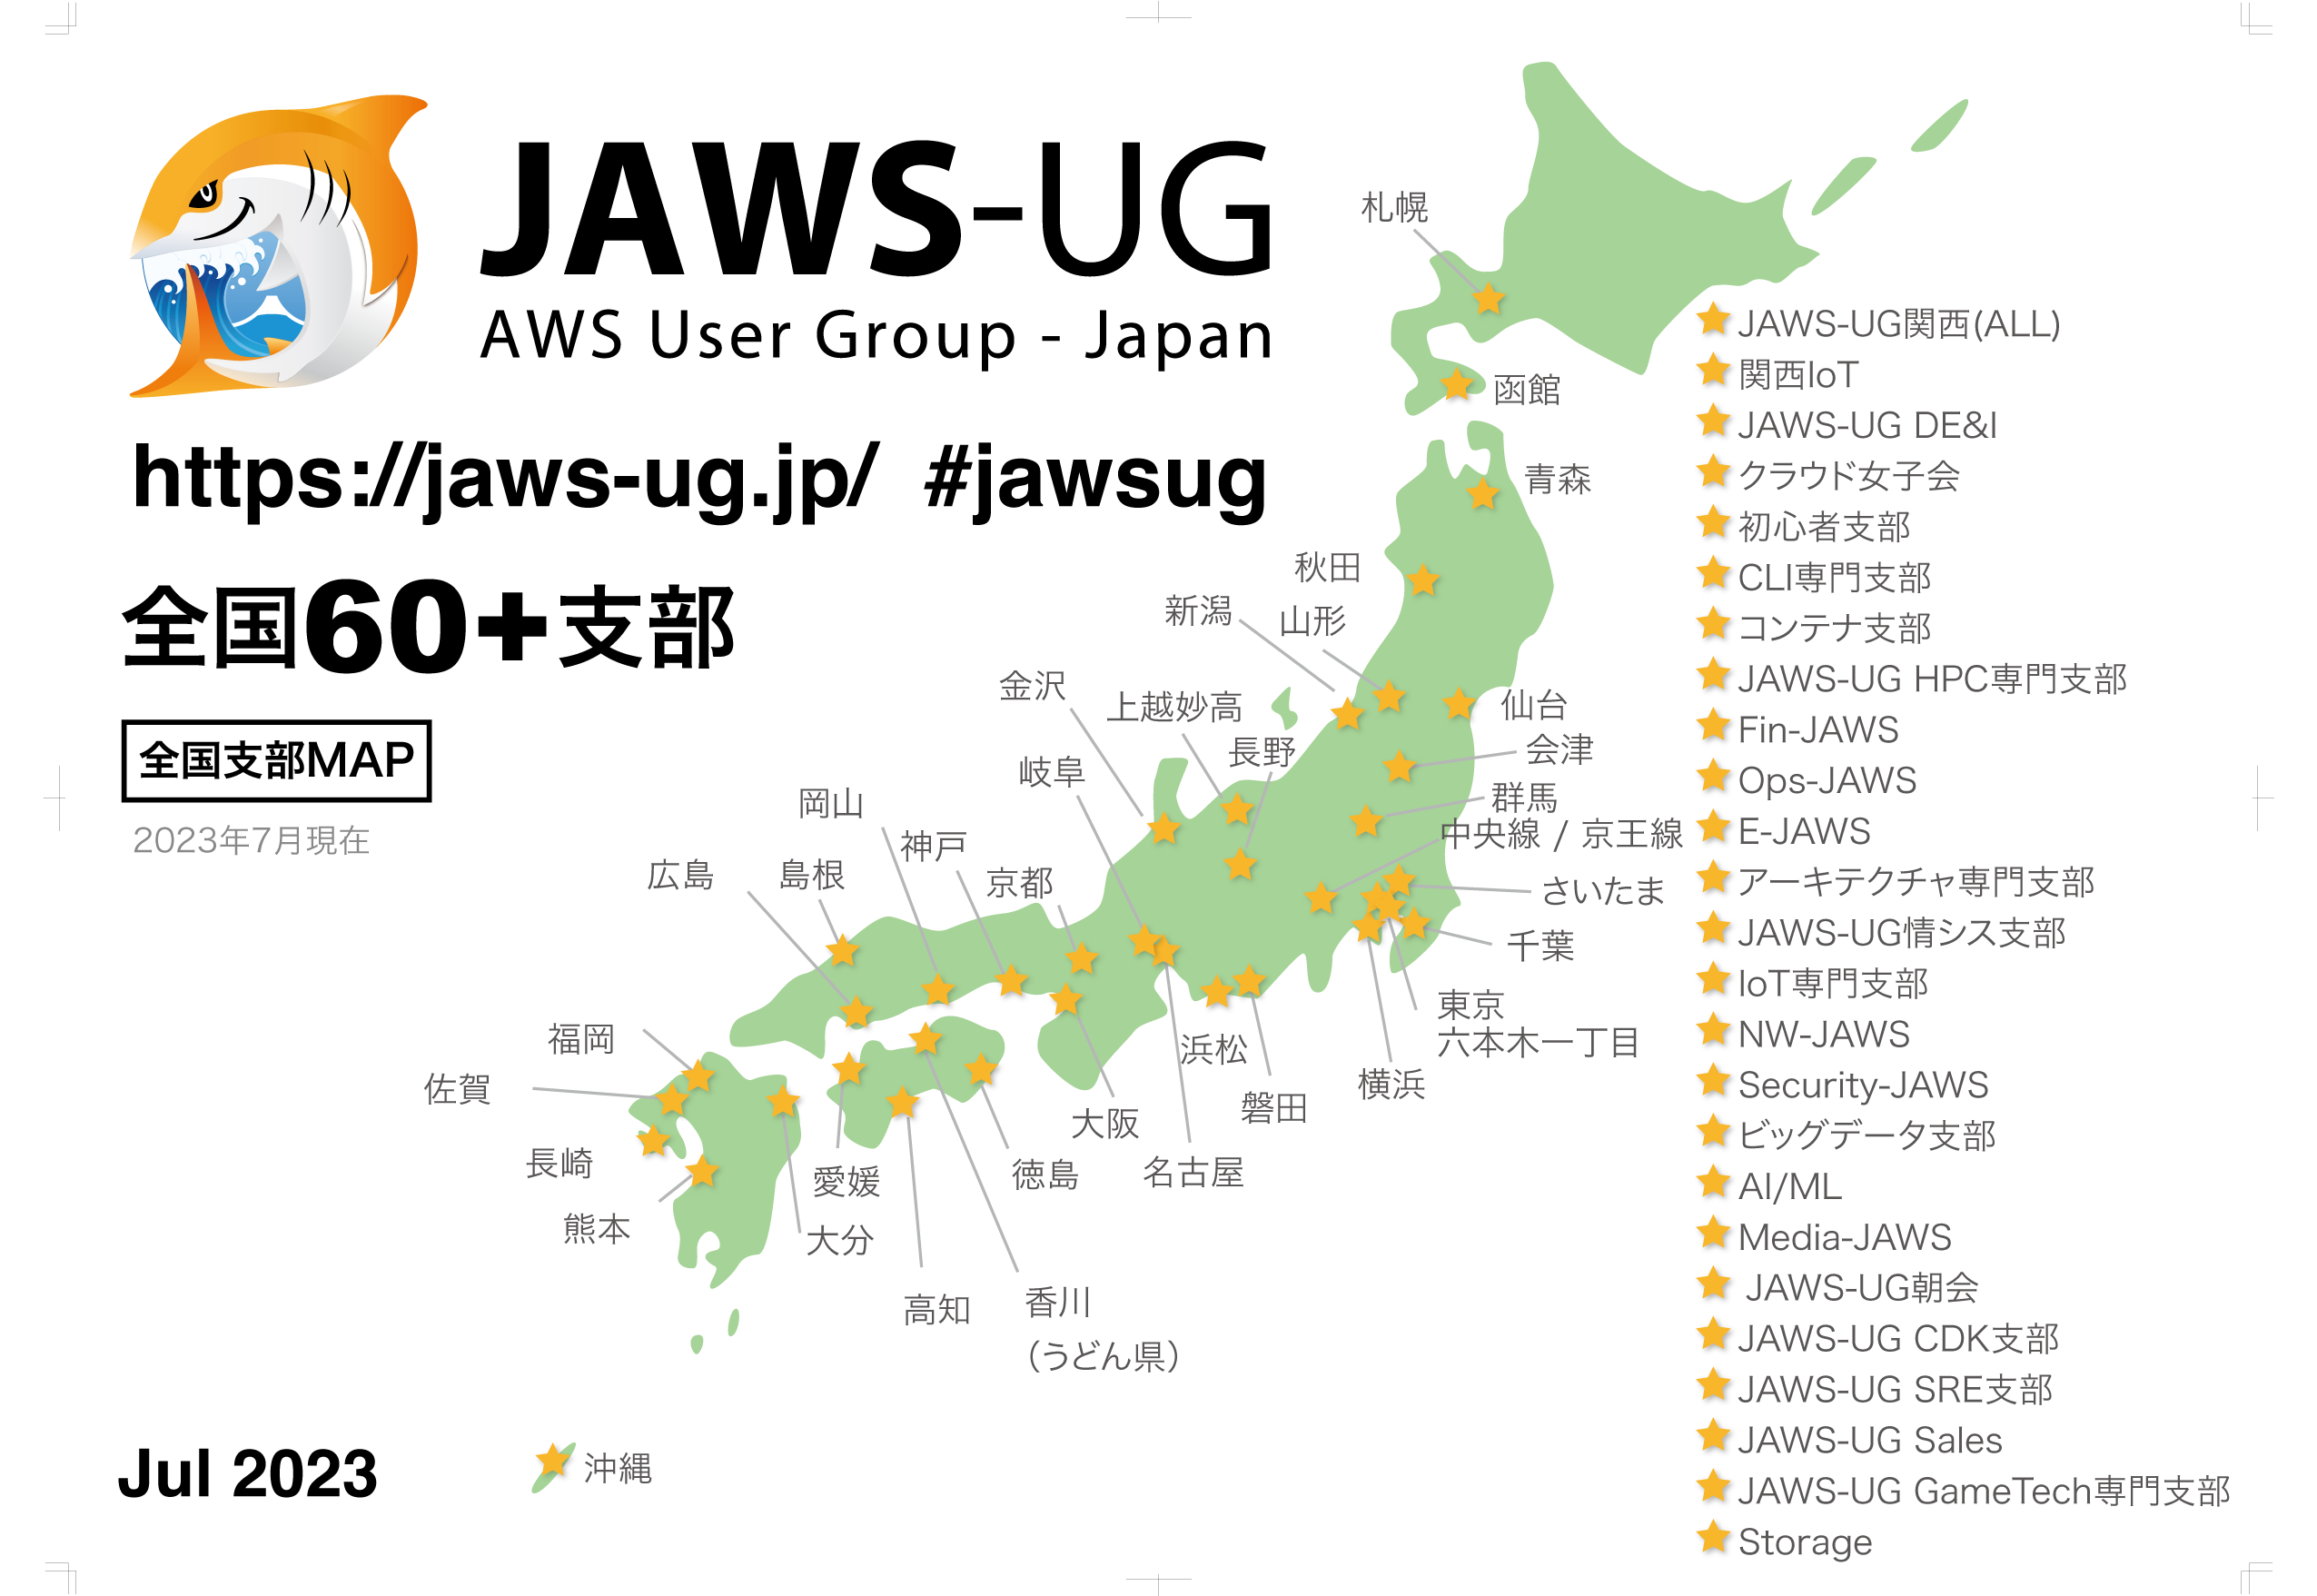 JAWS-UG
AWS User Group - Japan
https://jaws-ug.jp/ #jawsug
全国60+支部
全国支部MAP
2023年7月現在
札幌
函館
青森
秋田
新潟
山形
仙台
金沢
上越妙高
長野
会津
岐阜
群馬
岡山
中央線 / 京王線
神戸
広島
島根
京都
さいたま
千葉
東京
六本木一丁目
福岡
浜松
横浜
佐賀
磐田
大阪
長崎
愛媛
徳島
名古屋
熊本
大分
高知
香川
（うどん県）
沖縄
Jul 2023
JAWS-UG関西(ALL)
関西IoT
JAWS-UG DE&I
クラウド女子会
初心者支部
CLI専門支部
コンテナ支部
JAWS-UG HPC専門支部
Fin-JAWS
Ops-JAWS
E-JAWS
アーキテクチャ専門支部
JAWS-UG情シス支部
IoT専門支部
NW-JAWS
Security-JAWS
ビッグデータ支部
AI/ML
Media-JAWS
JAWS-UG朝会
JAWS-UG CDK支部
JAWS-UG SRE支部
JAWS-UG Sales
JAWS-UG GameTech専門支部
Storage